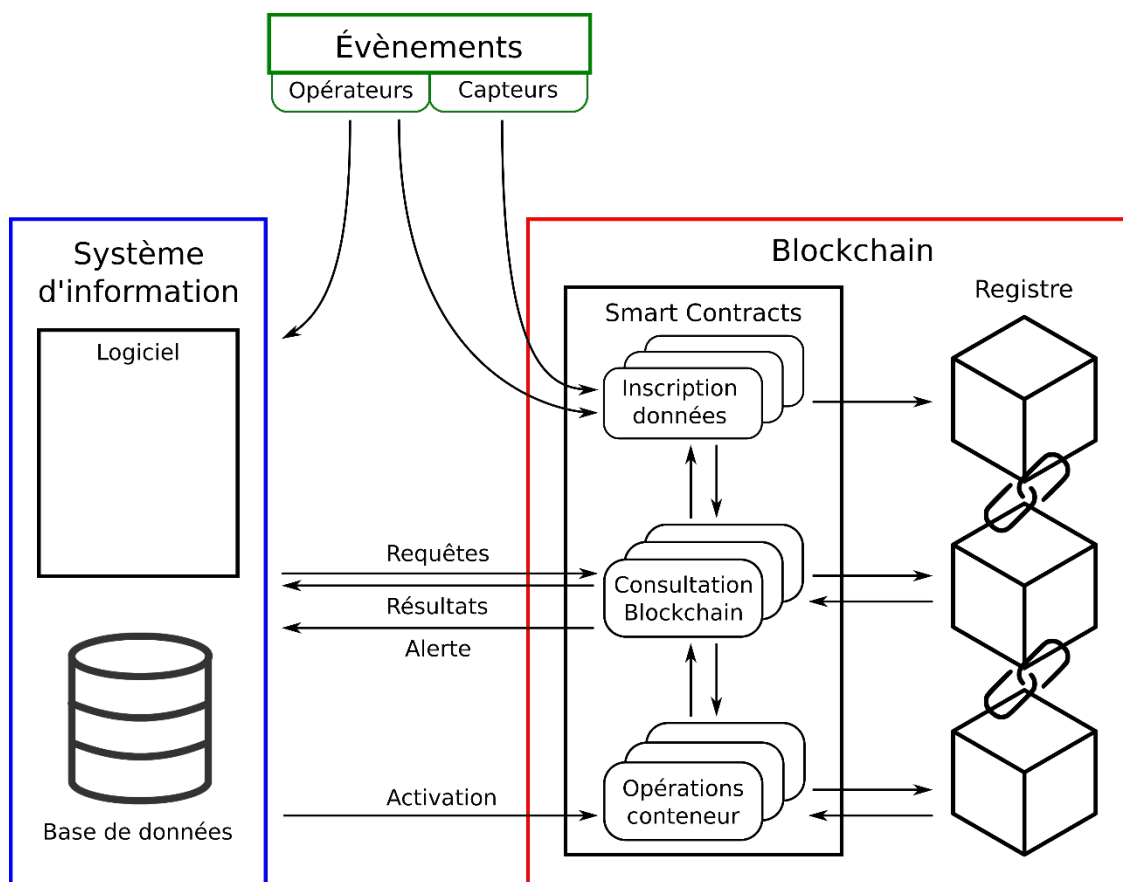 Évènements
Opérateurs
Capteurs
Système
d'information
Logiciel
Base de données
Requêtes
Résultats
Alerte
Activation
Blockchain
Smart Contracts
Inscription
données
Consultation
Blockchain
Opérations
conteneur
Registre